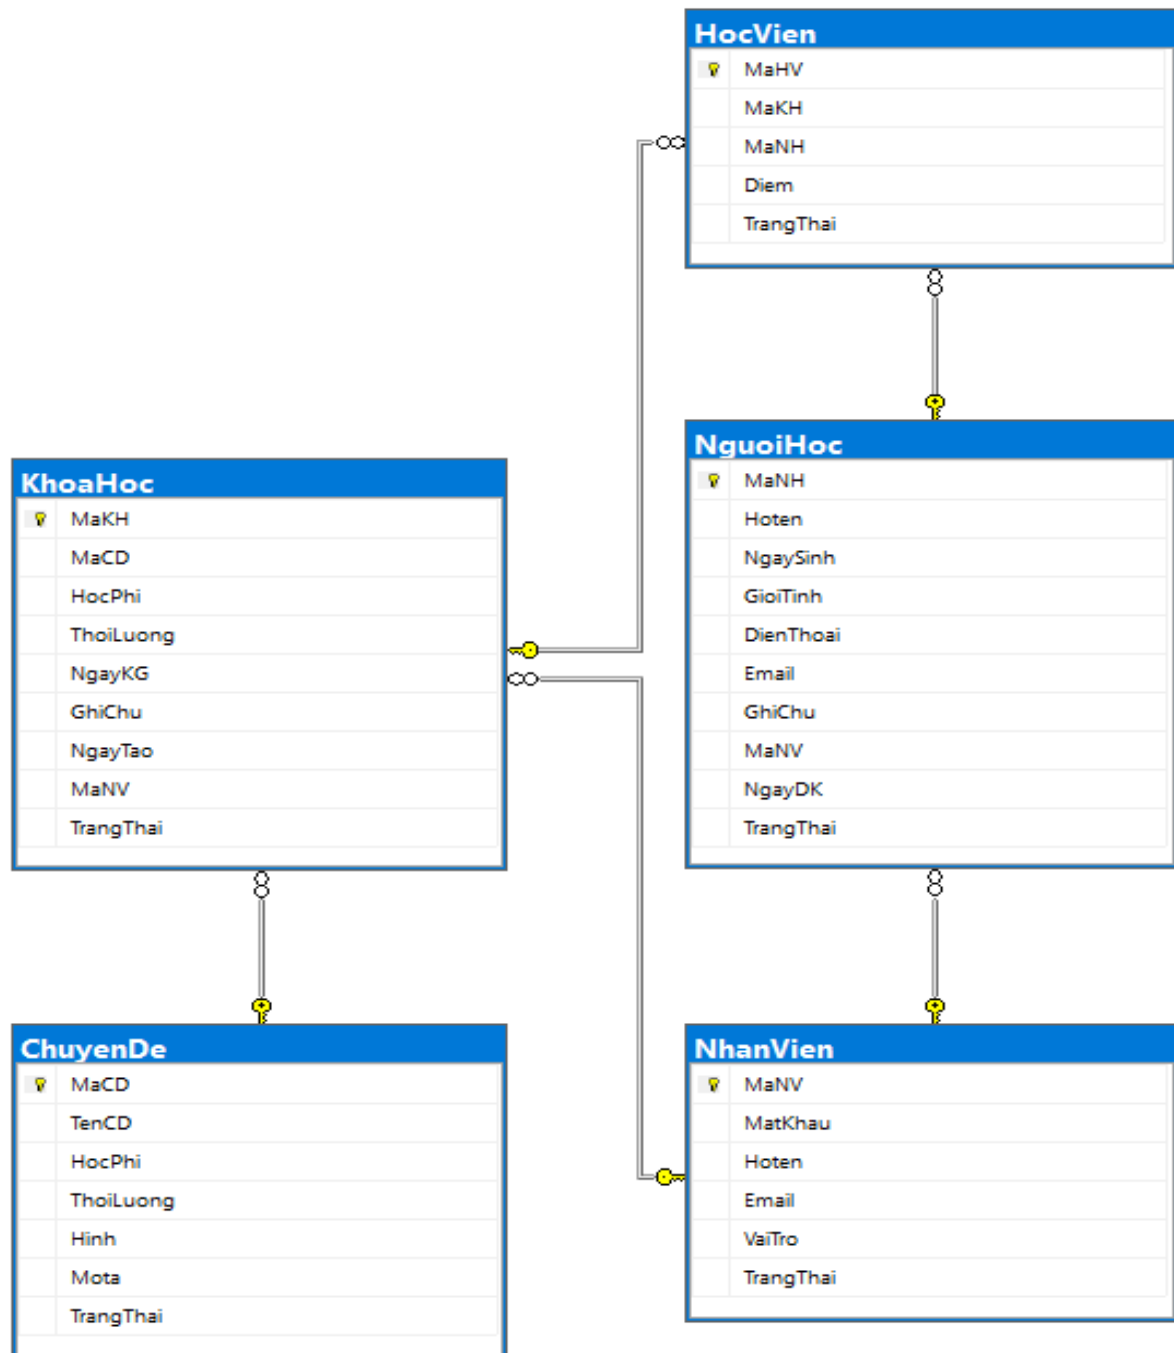 HocVien
MaHV
MaKH
MaNH
Diem
TrangThai
NguoiHoc
MaNH
Hoten
NgaySinh
GioiTinh
DienThoai
Email
GhiChu
MaNV
NgayDK
TrangThai
KhoaHoc
MaKH
MaCD
HocPhi
ThoiLuong
NgayKG
GhiChu
NgayTao
MaNV
TrangThai
ChuyenDe
MaCD
TenCD
HocPhi
ThoiLuong
Hinh
Mota
TrangThai
NhanVien
MaNV
MatKhau
Hoten
Email
VaiTro
TrangThai